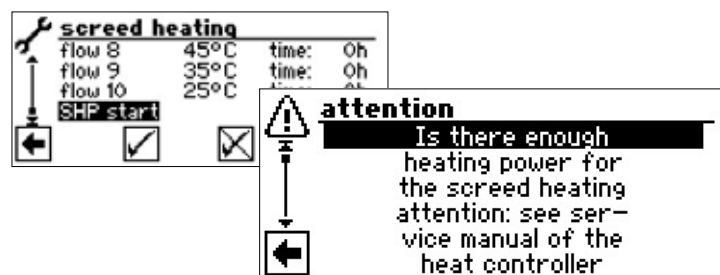 screed heating
flow 8 45°C time: 0h
flow 9 35°C time: 0h
flow 10 25°C
SHP start
attention
Is there enough
heating power for
the screed heating
attention: see ser-
vice manual of the
heat controller